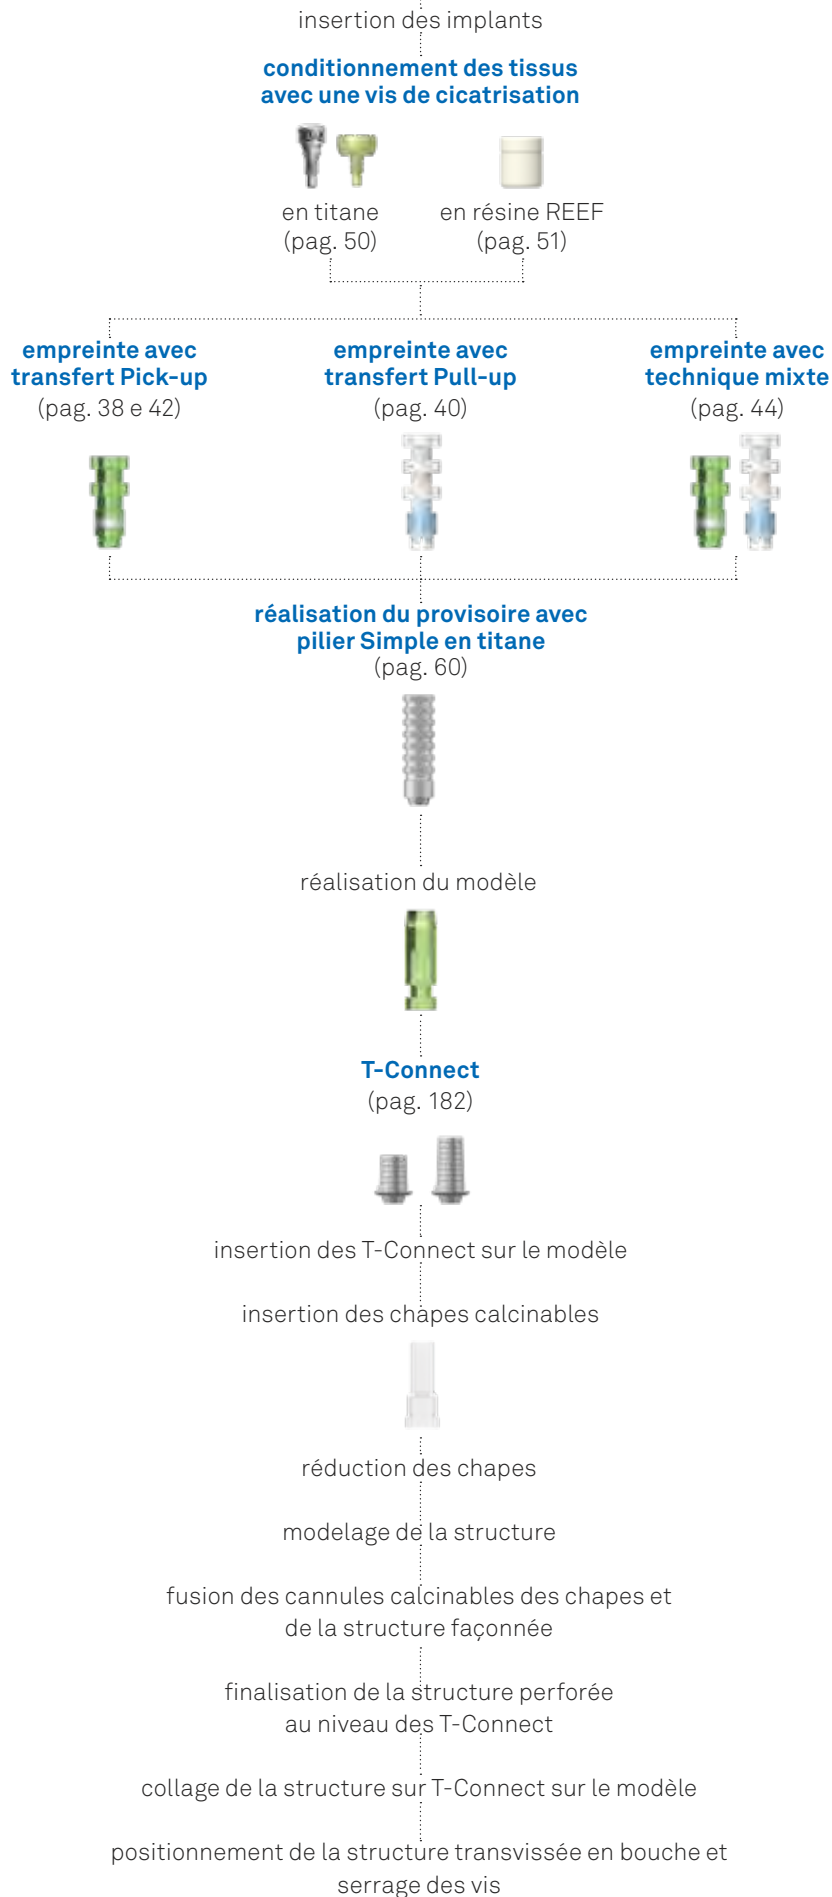 insertion des implants
conditionnement des tissus
avec une vis de cicatrisation
en titane
(pag. 50)
en résine REEF
(pag. 51)
empreinte avec
transfert Pick-up
(pag. 38 e 42)
empreinte avec
transfert Pull-up
(pag. 40)
empreinte avec
technique mixte
(pag. 44)
réalisation du provisoire avec
pilier Simple en titane
(pag. 60)
réalisation du modèle
T-Connect
(pag. 182)
insertion des T-Connect sur le modèle
insertion des chapes calcinables
réduction des chapes
modelage de la structure
fusion des cannules calcinables des chapes et
de la structure façonnée
finalisation de la structure perforée
au niveau des T-Connect
collage de la structure sur T-Connect sur le modèle
positionnement de la structure transvissée en bouche et
serrage des vis